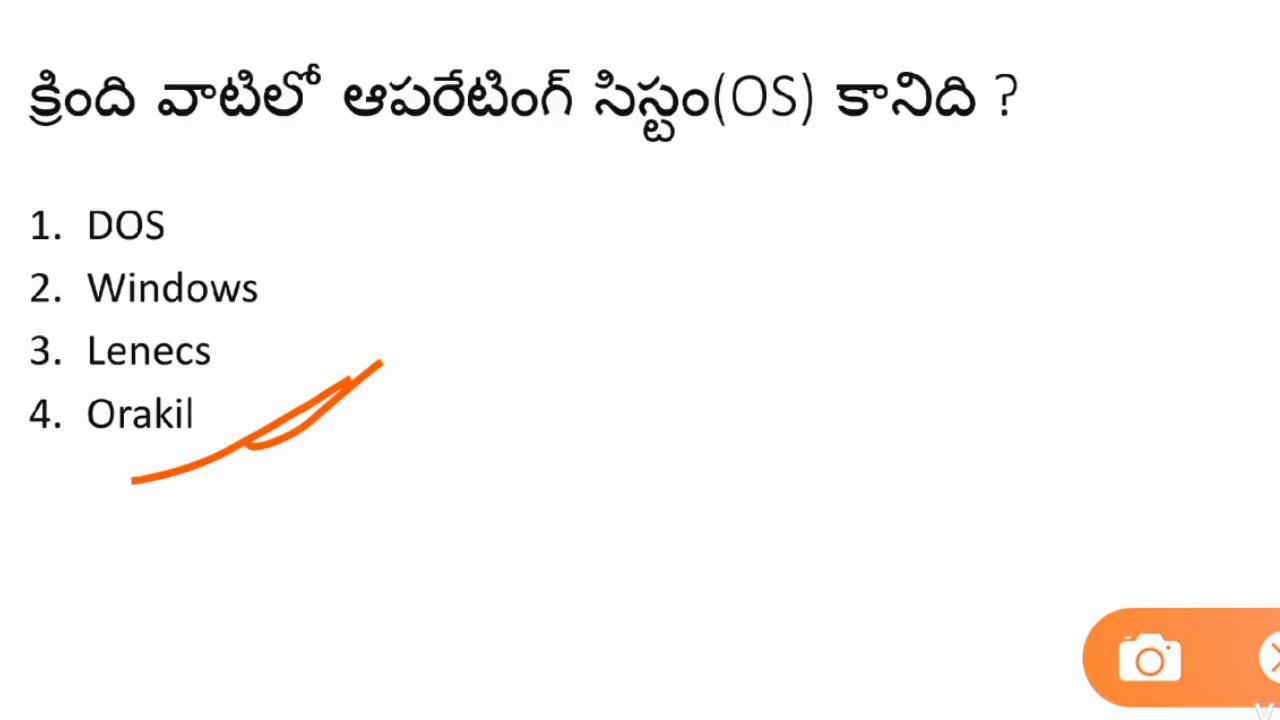 క్రింది వాటిలో ఆపరేటింగ్ సిస్టం(OS) కానిది ?
1. DOS
2. Windows
3. Lenecs
4. Orakil